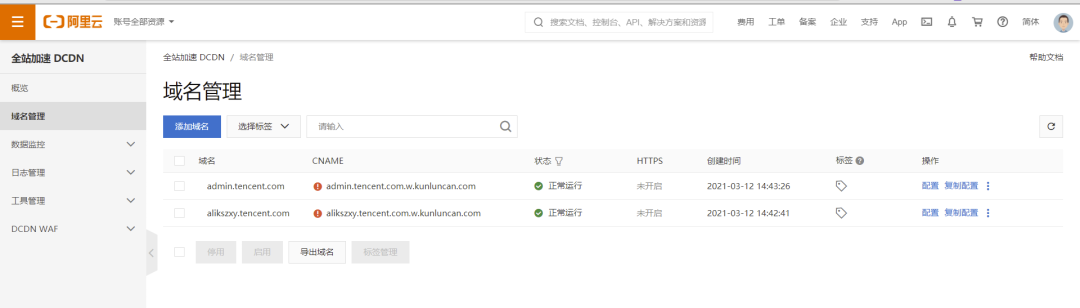 阿里云 账号全部资源 搜索文档、控制台、API、解决方案和资源 费用 工单 备案 企业 支持 App 简体
全站加速 DCDN
概览
域名管理
数据监控
日志管理
工具管理
DCDN WAF
全站加速 DCDN / 域名管理 帮助文档
域名管理
添加域名 选择标签 请输入
域名 CNAME 状态 HTTPS 创建时间 标签 操作
admin.tencent.com admin.tencent.com.w.kunluncan.com 正常运行 未开启 2021-03-12 14:43:26 配置 复制配置
alikszxy.tencent.com alikszxy.tencent.com.w.kunluncan.com 正常运行 未开启 2021-03-12 14:42:41 配置 复制配置
停用 启用 导出域名 标签管理